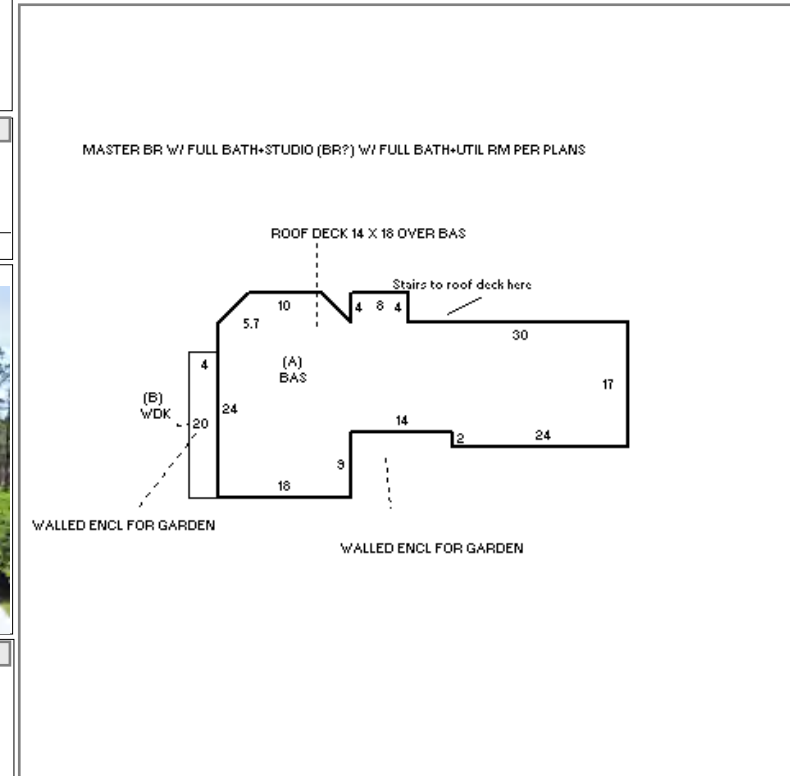 MASTER BR W/ FULL BATH+STUDIO (BR?) W/ FULL BATH+UTIL RM PER PLANS
ROOF DECK 14 X 18 OVER BAS
Stairs to roof deck here
10
4 8 4
5.7
30
4
(A)
BAS
17
(B)
WDK
24
20
14
2
24
9
18
WALLED ENCL FOR GARDEN
WALLED ENCL FOR GARDEN